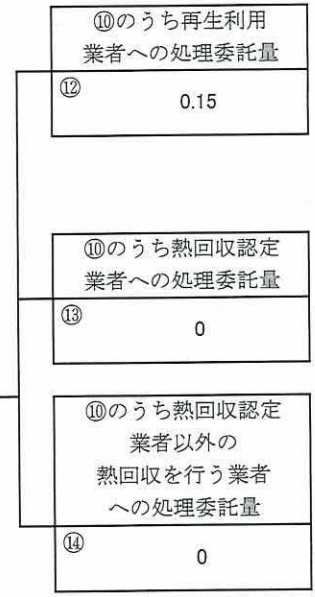 ⑩のうち再生利用
業者への処理委託量
⑫
0.15
⑩のうち熱回収認定
業者への処理委託量
⑬
0
⑩のうち熱回収認定
業者以外の
熱回収を行う業者
への処理委託量
⑭
0